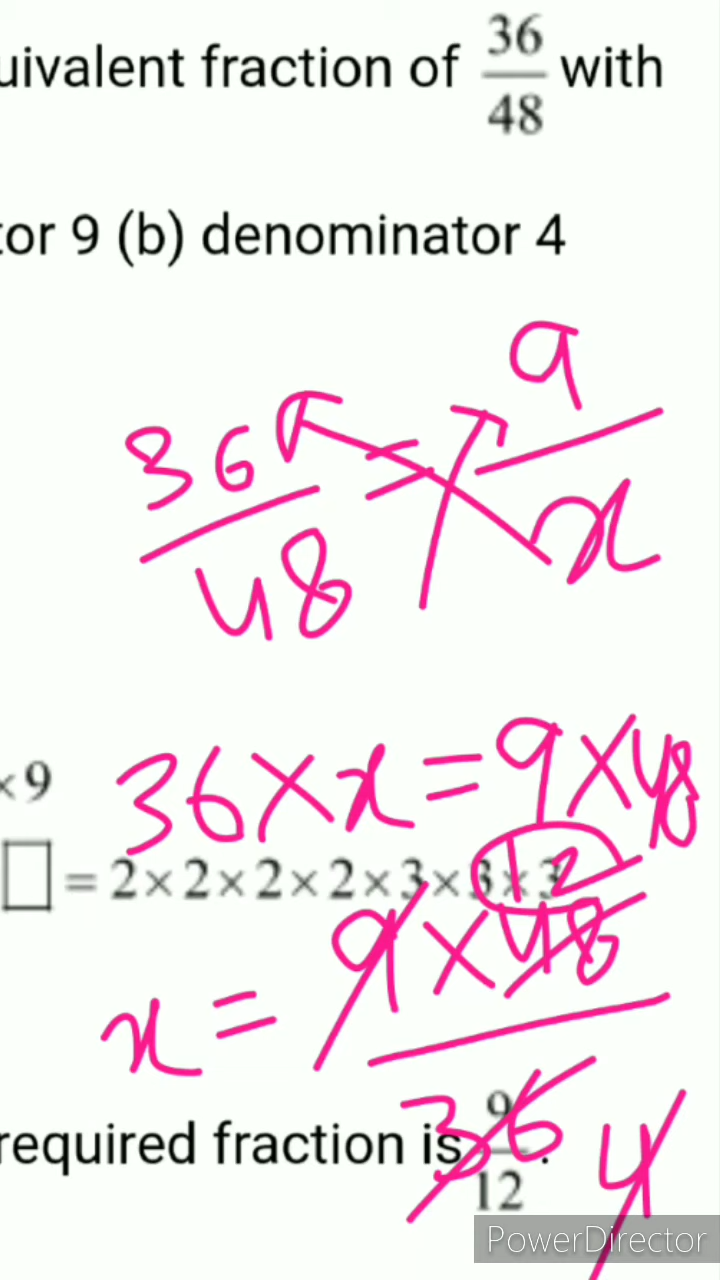 uivalent fraction of 36/48 with
tor 9 (b) denominator 4
36/48 = 9/x
×9
36×x=9×48
□ = 2×2×2×2×3×3×3
12
x = 9×48/36
4
required fraction is 9/12.
PowerDirector